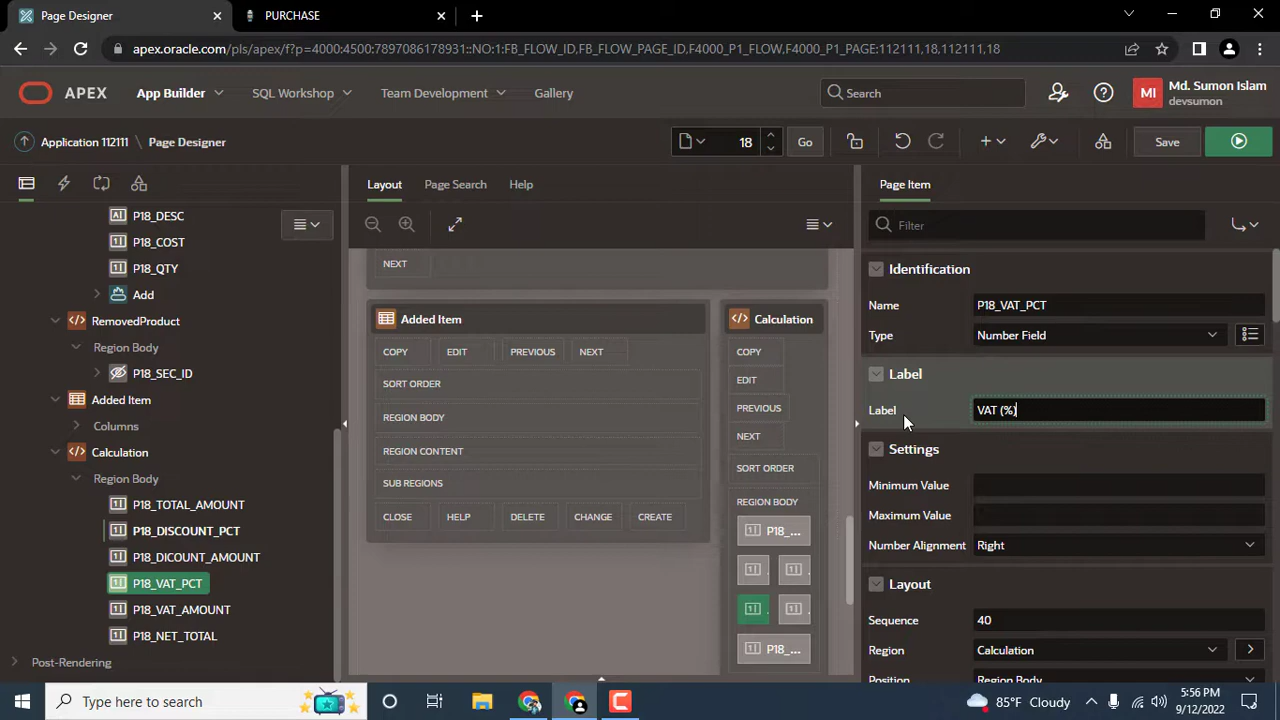 Page Designer
PURCHASE
apex.oracle.com/pls/apex/f?p=4000:4500:7897086178931::NO:1:FB_FLOW_ID,FB_FLOW_PAGE_ID,F4000_P1_FLOW,F4000_P1_PAGE:112111,18,112111,18
APEX App Builder SQL Workshop Team Development Gallery Search MI Md. Sumon Islam
devsumon
Application 112111 \ Page Designer 18 Go Save
Layout Page Search Help Page Item
P18_DESC
P18_COST
P18_QTY
Add
RemovedProduct
Region Body
P18_SEC_ID
Added Item
Columns
Calculation
Region Body
P18_TOTAL_AMOUNT
P18_DISCOUNT_PCT
P18_DICOUNT_AMOUNT
P18_VAT_PCT
P18_VAT_AMOUNT
P18_NET_TOTAL
Post-Rendering
NEXT
Added Item
COPY EDIT PREVIOUS NEXT
SORT ORDER
REGION BODY
REGION CONTENT
SUB REGIONS
CLOSE HELP DELETE CHANGE CREATE
Calculation
COPY
EDIT
PREVIOUS
NEXT
SORT ORDER
REGION BODY
P18_...
. .
. .
P18_...
Filter
Identification
Name P18_VAT_PCT
Type Number Field
Label
Label VAT (%)
Settings
Minimum Value
Maximum Value
Number Alignment Right
Layout
Sequence 40
Region Calculation
Position Region Body
Type here to search
85°F Cloudy
5:56 PM
9/12/2022